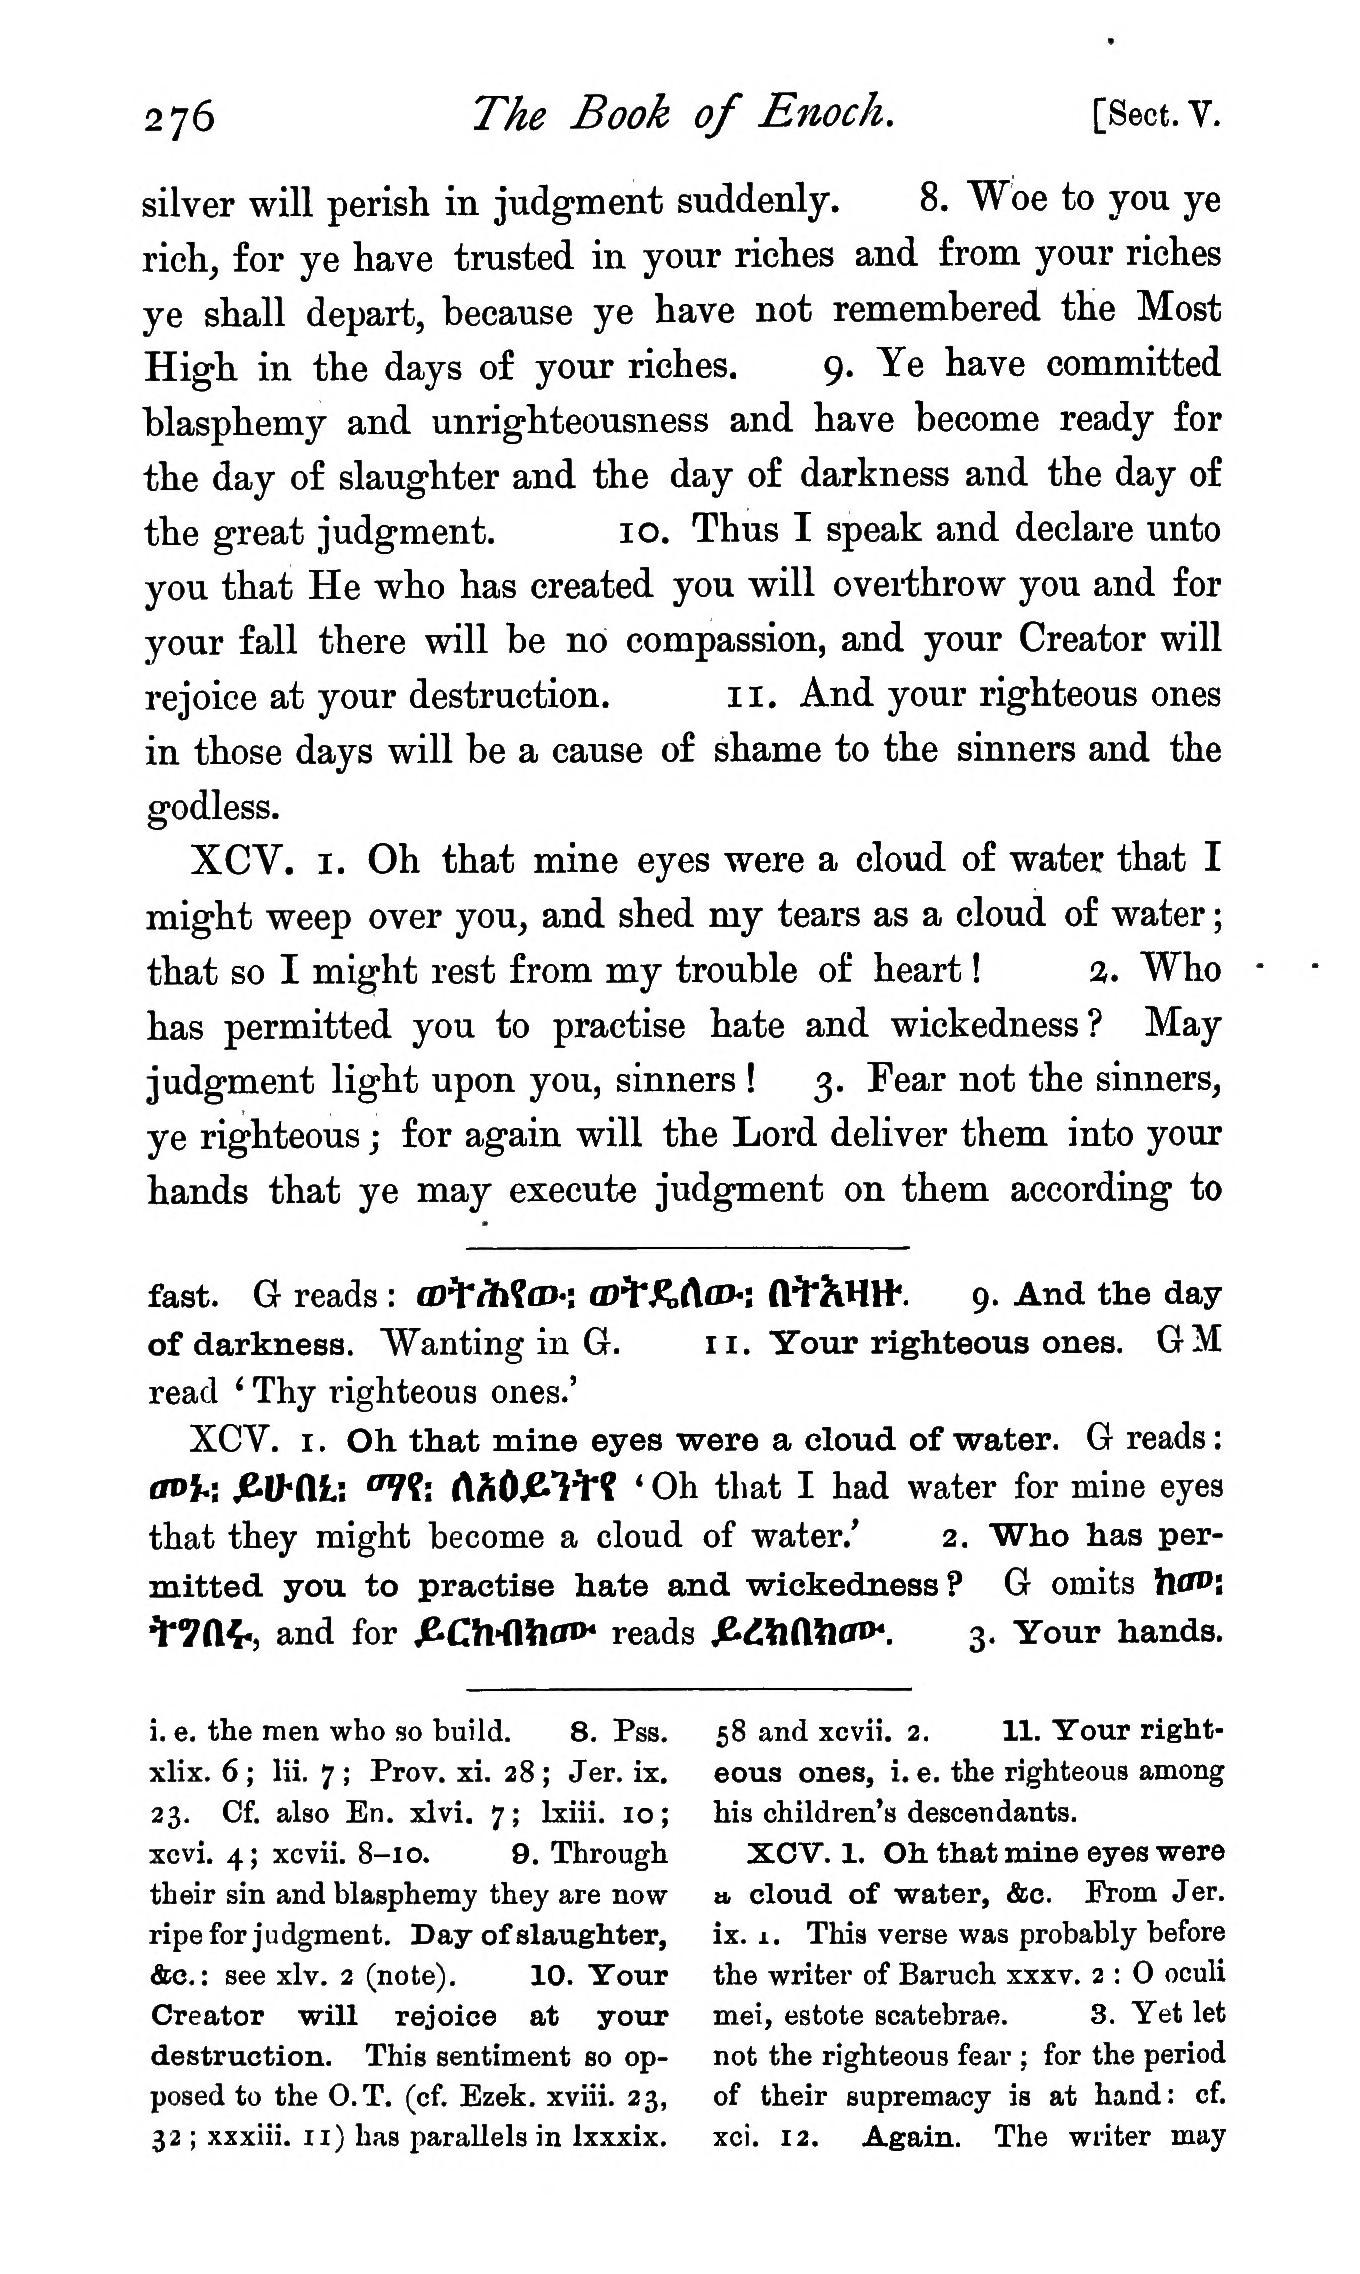 276 The Book of Enoch. [Sect. V.
silver will perish in judgment suddenly. 8. Woe to you ye
rich, for ye have trusted in your riches and from your riches
ye shall depart, because ye have not remembered the Most
High in the days of your riches. 9. Ye have committed
blasphemy and unrighteousness and have become ready for
the day of slaughter and the day of darkness and the day of
the great judgment. 10. Thus I speak and declare unto
you that He who has created you will overthrow you and for
your fall there will be no compassion, and your Creator will
rejoice at your destruction. 11. And your righteous ones
in those days will be a cause of shame to the sinners and the
godless.
XCV. 1. Oh that mine eyes were a cloud of water that I
might weep over you, and shed my tears as a cloud of water;
that so I might rest from my trouble of heart! 2. Who
has permitted you to practise hate and wickedness? May
judgment light upon you, sinners! 3. Fear not the sinners,
ye righteous; for again will the Lord deliver them into your
hands that ye may execute judgment on them according to
fast. G reads: ወትሕየው፡ ወትዴለው፡ በትእዛዙ. 9. And the day
of darkness. Wanting in G. 11. Your righteous ones. G M
read ‘Thy righteous ones.’
XCV. 1. Oh that mine eyes were a cloud of water. G reads:
መኑ፡ ይሁብኒ፡ ማየ፡ ለአዕይንትየ ‘Oh that I had water for mine eyes
that they might become a cloud of water.’ 2. Who has per-
mitted you to practise hate and wickedness? G omits ከመ፡
ትግበሩ, and for ይርከብክሙ reads ይረክበክሙ. 3. Your hands.
i. e. the men who so build. 8. Pss.
xlix. 6; lii. 7; Prov. xi. 28; Jer. ix.
23. Cf. also En. xlvi. 7; lxiii. 10;
xcvi. 4; xcvii. 8–10. 9. Through
their sin and blasphemy they are now
ripe for judgment. Day of slaughter,
&c.: see xlv. 2 (note). 10. Your
Creator will rejoice at your
destruction. This sentiment so op-
posed to the O.T. (cf. Ezek. xviii. 23,
32; xxxiii. 11) has parallels in lxxxix.
58 and xcvii. 2. 11. Your right-
eous ones, i. e. the righteous among
his children’s descendants.
XCV. 1. Oh that mine eyes were
a cloud of water, &c. From Jer.
ix. 1. This verse was probably before
the writer of Baruch xxxv. 2: O oculi
mei, estote scatebrae. 3. Yet let
not the righteous fear; for the period
of their supremacy is at hand: cf.
xci. 12. Again. The writer may